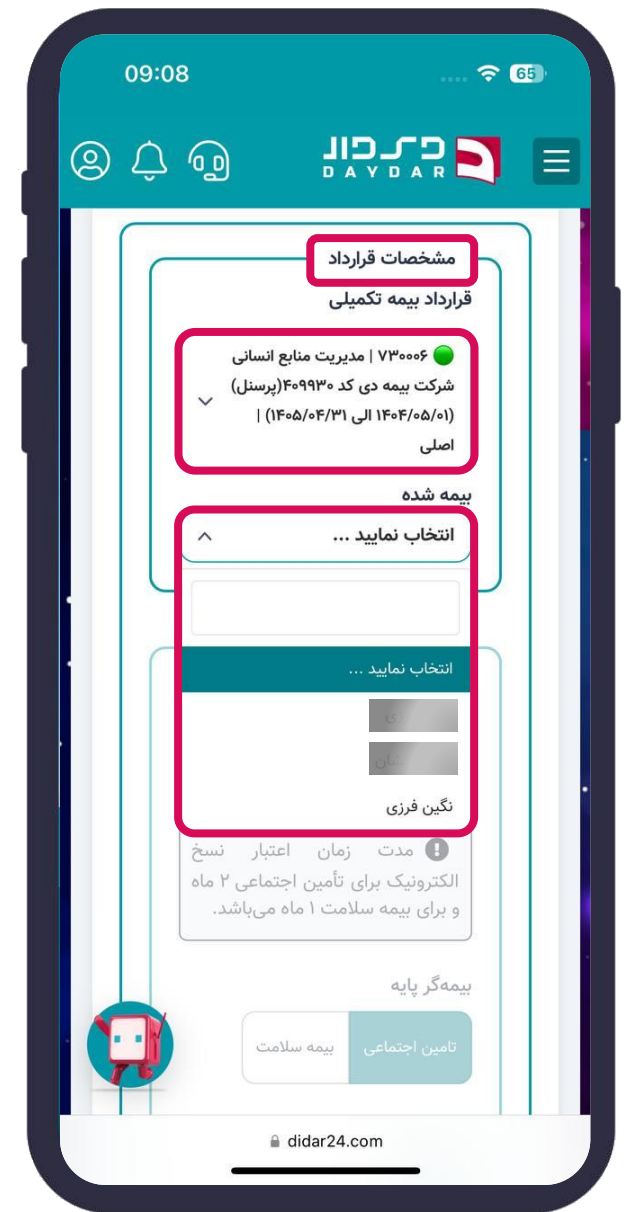 09:08
65
دی دار
DAYDAR
مشخصات قرارداد
قرارداد بیمه تکمیلی
۷۳۰۰۰۶ | مدیریت منابع انسانی
شرکت بیمه دی کد ۴۰۹۹۳۰(پرسنل)
(۱۴۰۴/۰۵/۰۱ الی ۱۴۰۵/۰۴/۳۱) |
اصلی
بیمه شده
انتخاب نمایید ...
انتخاب نمایید ...
نگین فرزی
مدت زمان اعتبار نسخ
الکترونیک برای تأمین اجتماعی ۲ ماه
و برای بیمه سلامت ۱ ماه می‌باشد.
بیمه‌گر پایه
تامین اجتماعی
بیمه سلامت
didar24.com